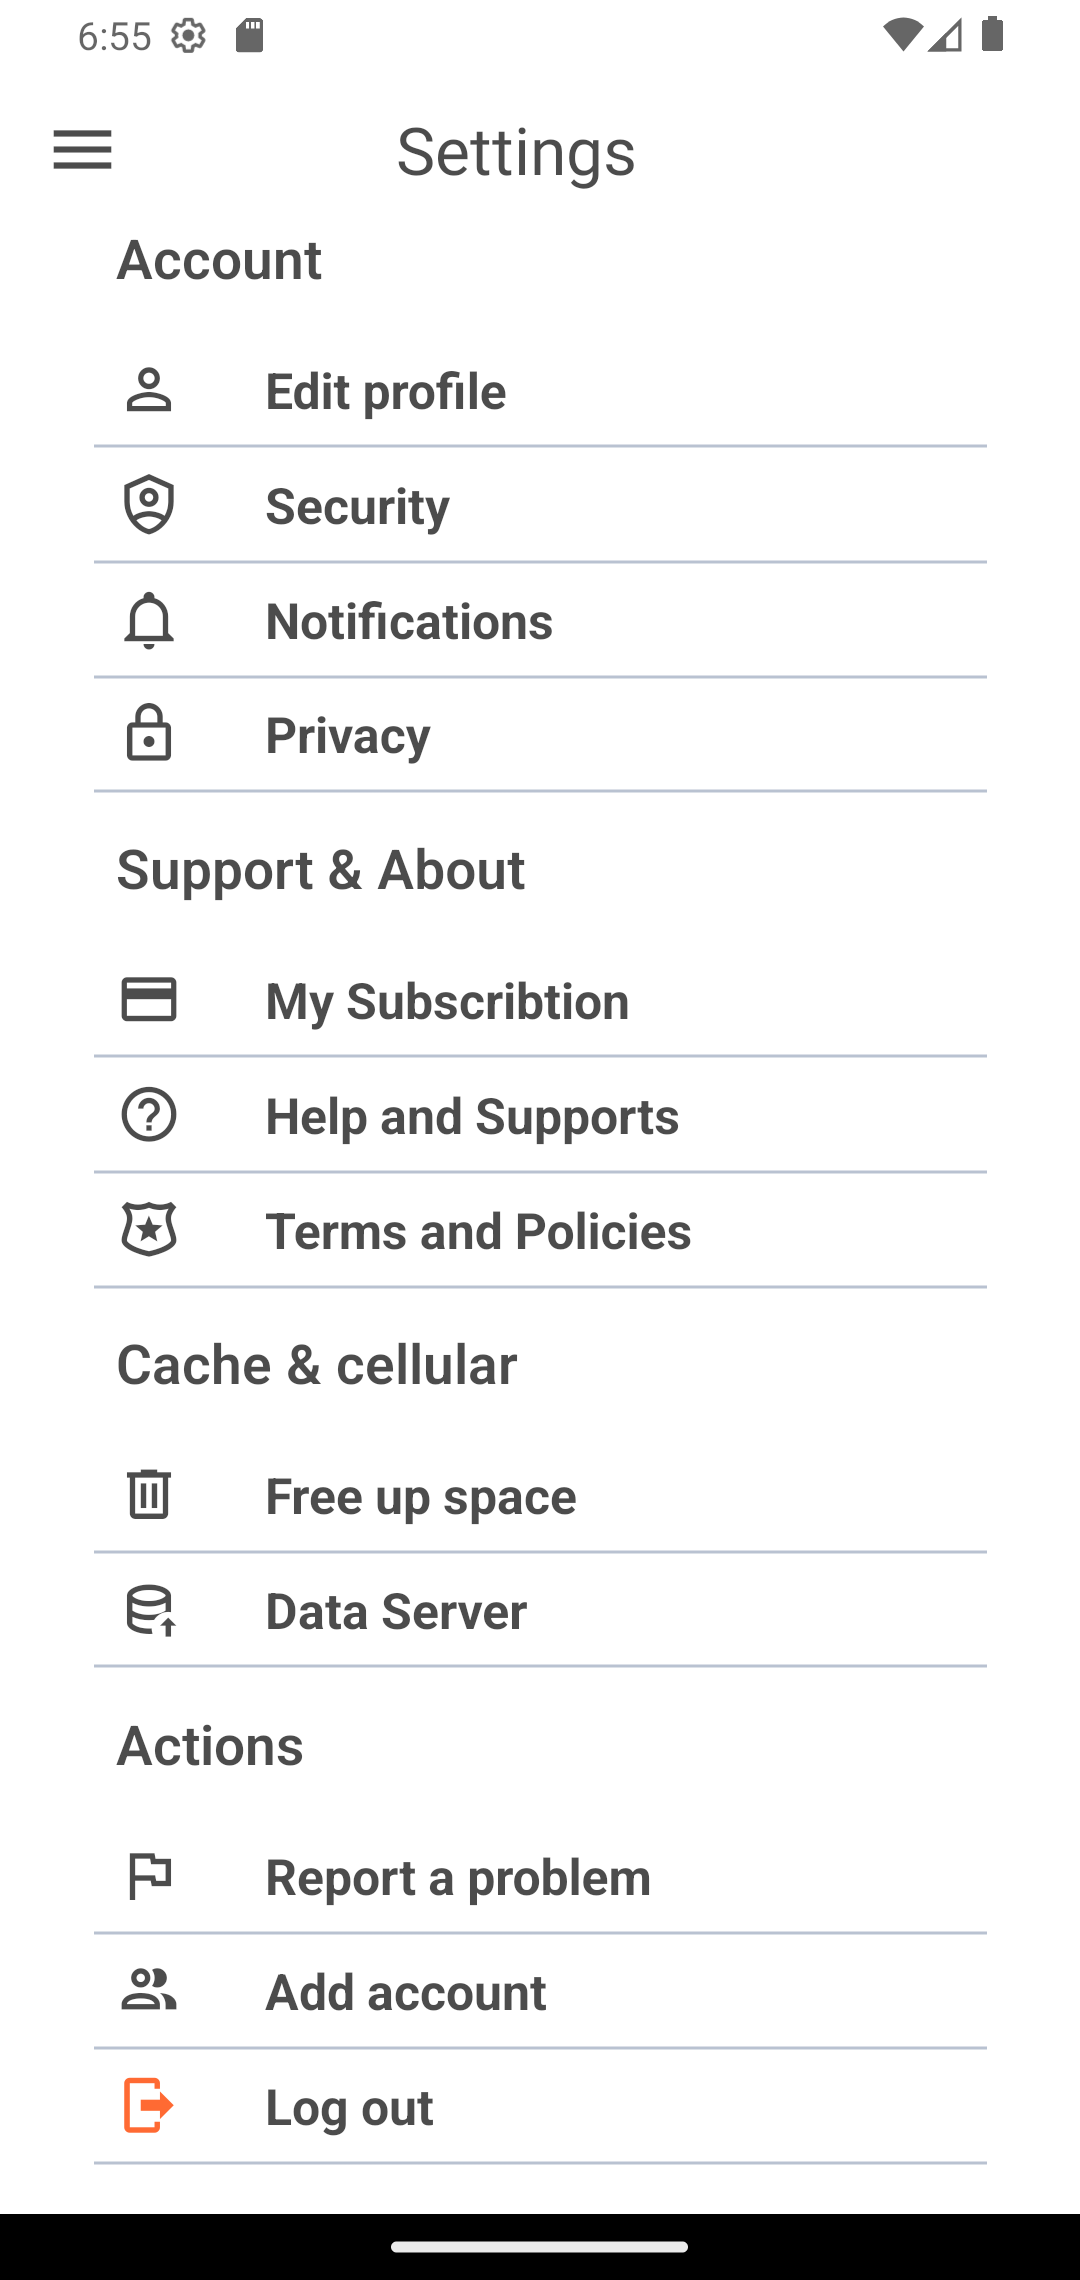 6:55
Settings
Account
Edit profile
Security
Notifications
Privacy
Support & About
My Subscribtion
Help and Supports
Terms and Policies
Cache & cellular
Free up space
Data Server
Actions
Report a problem
Add account
Log out